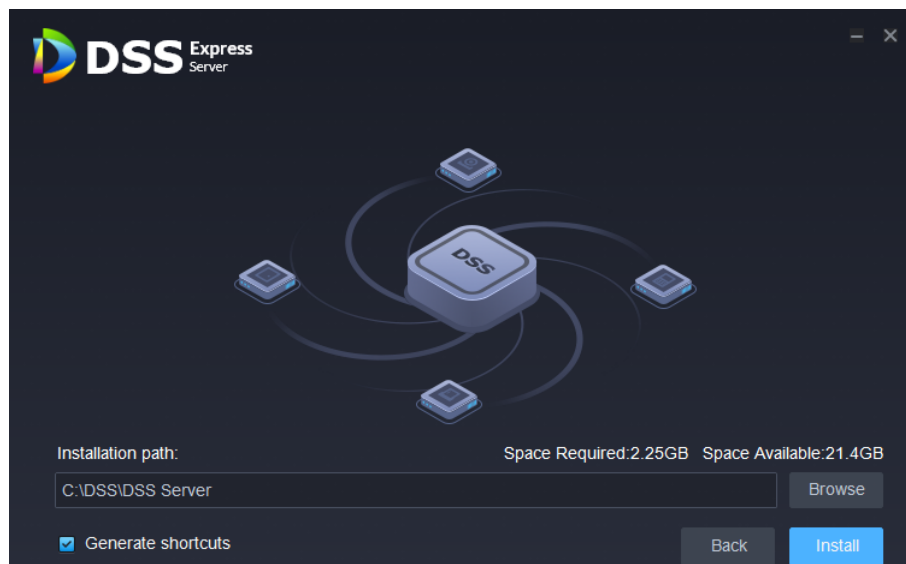 DSS Express
Server
DSS
Installation path:
Space Required:2.25GB Space Available:21.4GB
C:\DSS\DSS Server
Browse
Generate shortcuts
Back
Install